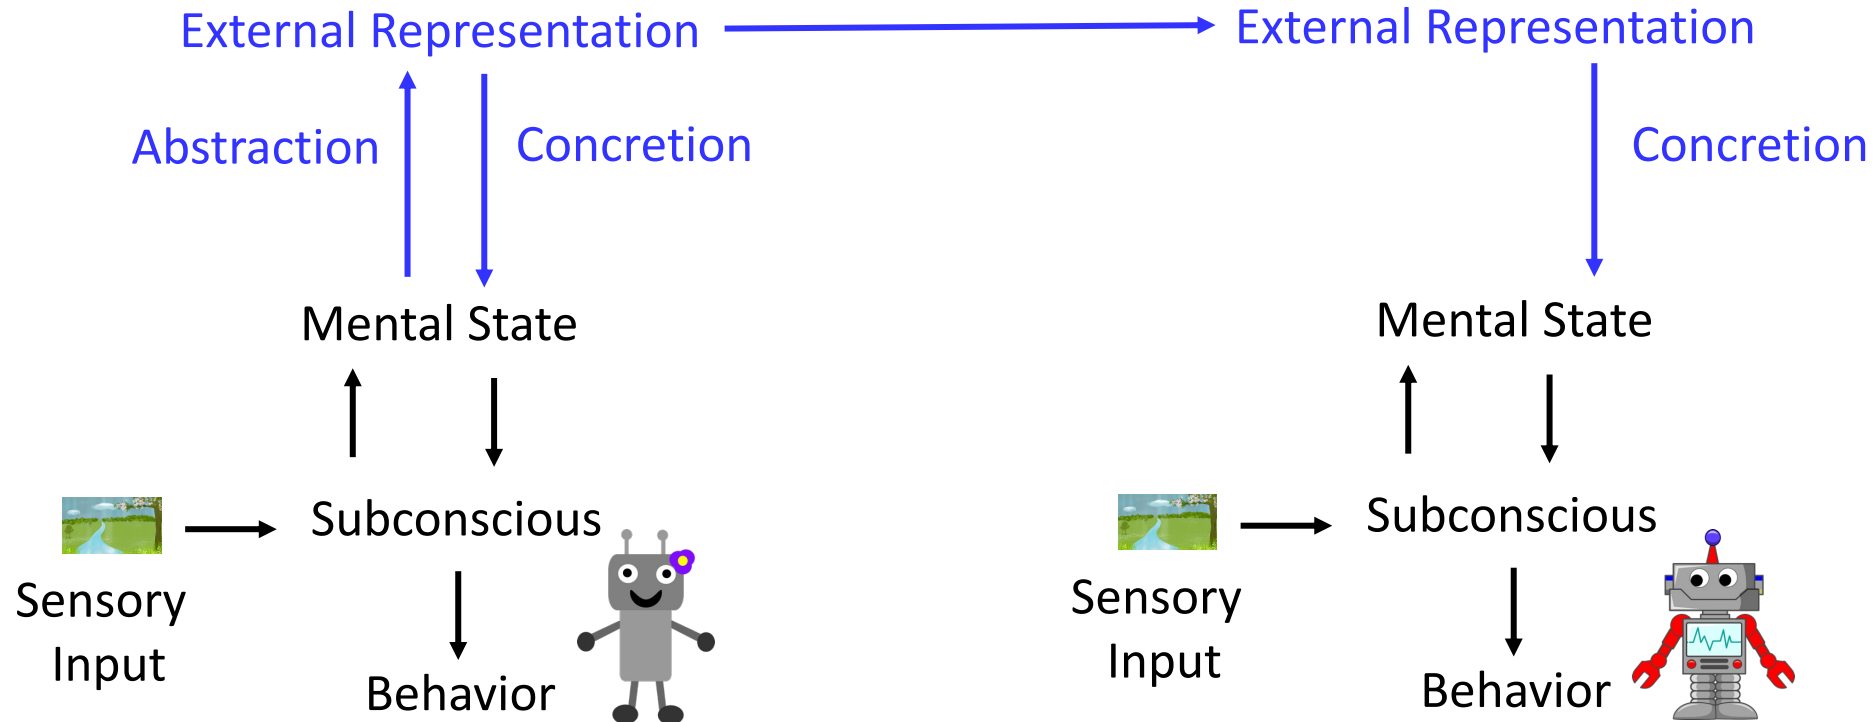 External Representation
External Representation
Abstraction
Concretion
Concretion
Mental State
Mental State
Subconscious
Subconscious
Sensory
Input
Sensory
Input
Behavior
Behavior